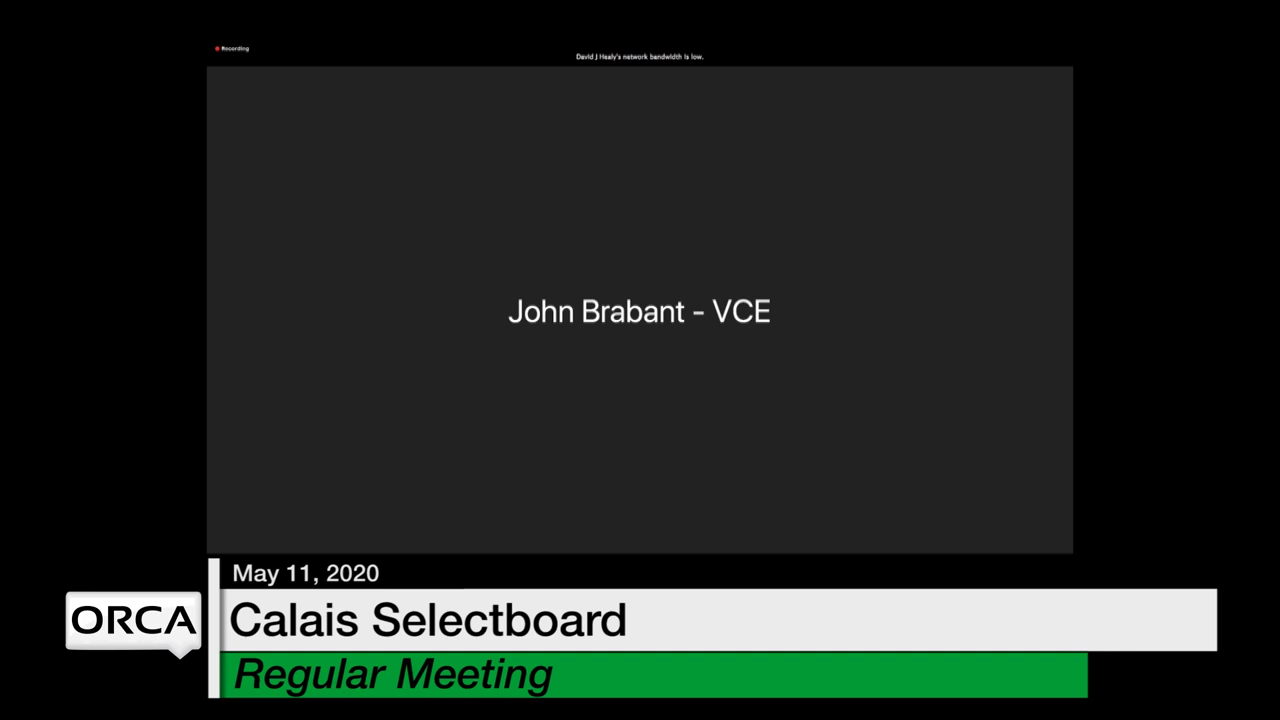 Recording
David J Healy's network bandwidth is low.
John Brabant - VCE
May 11, 2020
ORCA
Calais Selectboard
Regular Meeting